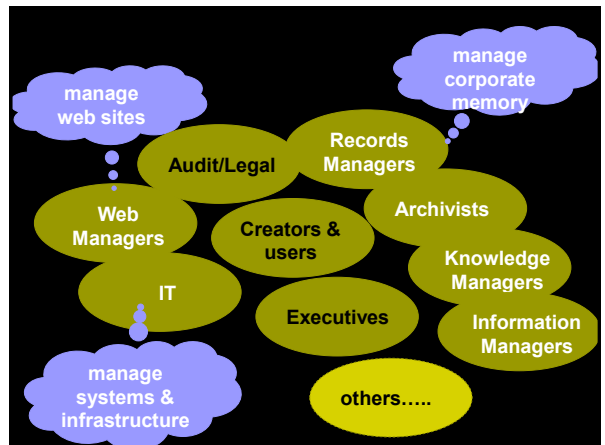 manage
corporate
memory
manage
web sites
Records
Managers
Audit/Legal
Archivists
Web
Managers
Creators &
users
Knowledge
Managers
IT
Executives
Information
Managers
manage
systems &
infrastructure
others…..